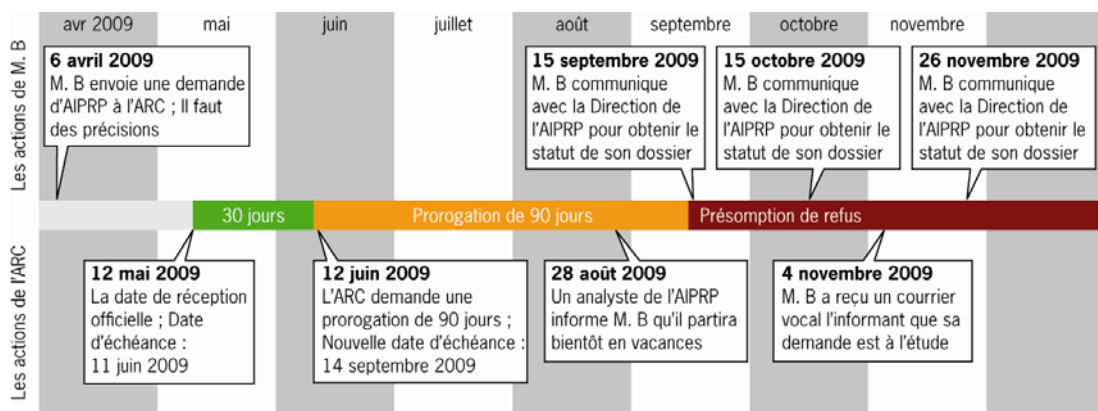 avr 2009
mai
juin
juillet
août
septembre
octobre
novembre
Les actions de M. B
6 avril 2009
M. B envoie une demande
d'AIPRP à l'ARC ; Il faut
des précisions
15 septembre 2009
M. B communique
avec la Direction de
l'AIPRP pour obtenir le
statut de son dossier
15 octobre 2009
M. B communique
avec la Direction de
l'AIPRP pour obtenir le
statut de son dossier
26 novembre 2009
M. B communique
avec la Direction de
l'AIPRP pour obtenir le
statut de son dossier
30 jours
Prorogation de 90 jours
Présomption de refus
Les actions de l'ARC
12 mai 2009
La date de réception
officielle ; Date
d'échéance :
11 juin 2009
12 juin 2009
L'ARC demande une
prorogation de 90 jours ;
Nouvelle date d'échéance :
14 septembre 2009
28 août 2009
Un analyste de l'AIPRP
informe M. B qu'il partira
bientôt en vacances
4 novembre 2009
M. B a reçu un courrier
vocal l'informant que sa
demande est à l'étude